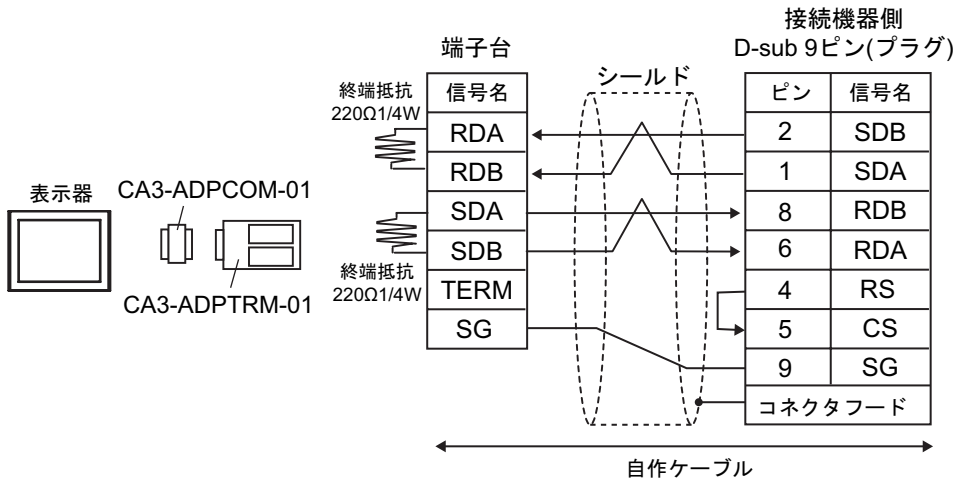 接続機器側
D-sub 9ピン(プラグ)
端子台
シールド
終端抵抗
220Ω1/4W
信号名
ピン 信号名
RDA 2 SDB
RDB 1 SDA
表示器
CA3-ADPCOM-01
SDA 8 RDB
SDB 6 RDA
終端抵抗
220Ω1/4W
CA3-ADPTRM-01
TERM 4 RS
SG 5 CS
9 SG
コネクタフード
自作ケーブル